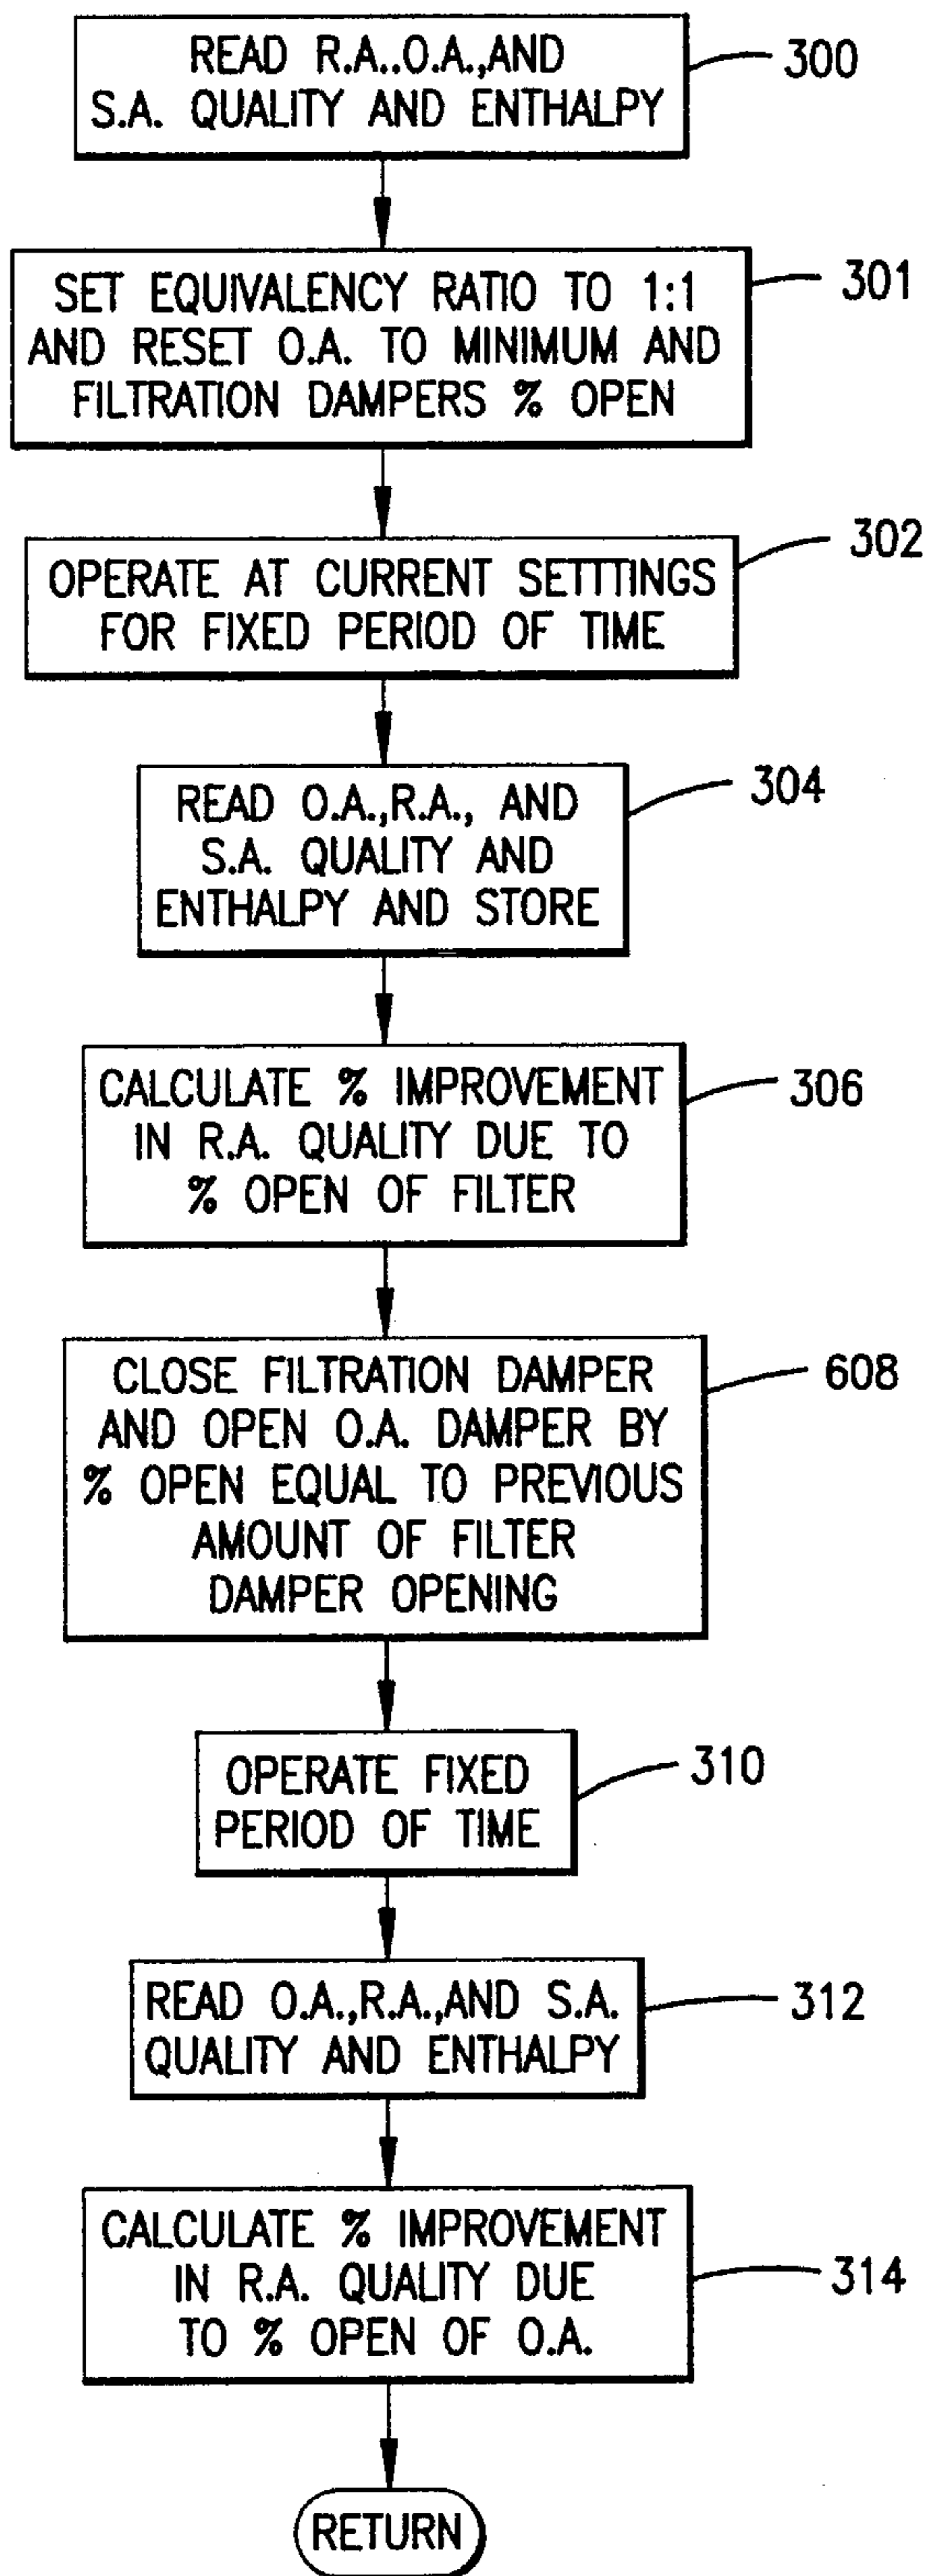 READ R.A..O.A.,AND
S.A. QUALITY AND ENTHALPY
300
SET EQUIVALENCY RATIO TO 1:1
AND RESET O.A. TO MINIMUM AND
FILTRATION DAMPERS % OPEN
301
OPERATE AT CURRENT SETTTINGS
FOR FIXED PERIOD OF TIME
302
READ O.A.,R.A., AND
S.A. QUALITY AND
ENTHALPY AND STORE
304
CALCULATE % IMPROVEMENT
IN R.A. QUALITY DUE TO
% OPEN OF FILTER
306
CLOSE FILTRATION DAMPER
AND OPEN O.A. DAMPER BY
% OPEN EQUAL TO PREVIOUS
AMOUNT OF FILTER
DAMPER OPENING
608
OPERATE FIXED
PERIOD OF TIME
310
READ O.A.,R.A.,AND S.A.
QUALITY AND ENTHALPY
312
CALCULATE % IMPROVEMENT
IN R.A. QUALITY DUE
TO % OPEN OF O.A.
314
RETURN